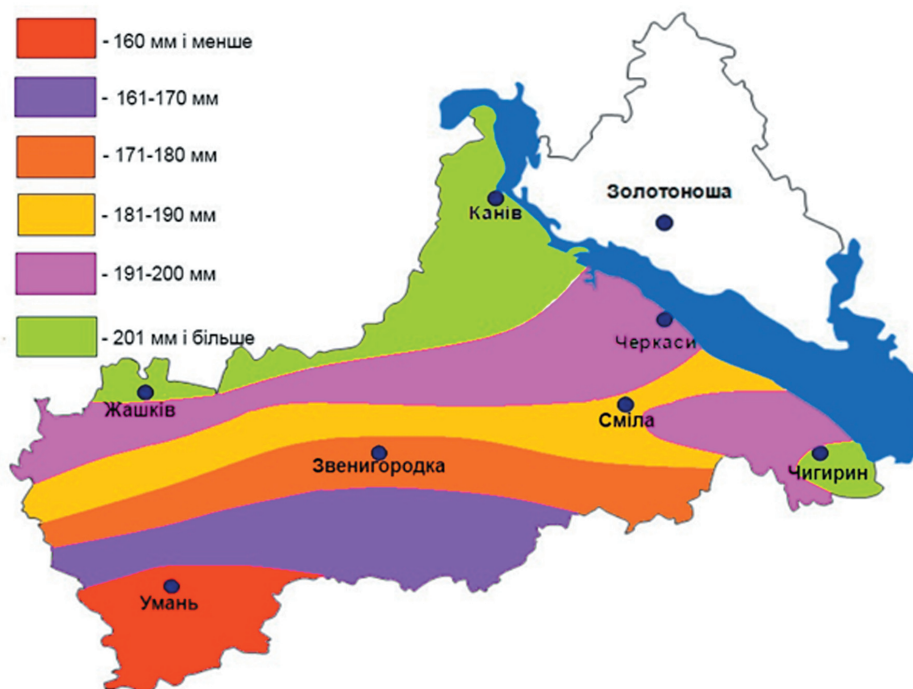 - 160 мм і менше
- 161-170 мм
- 171-180 мм
- 181-190 мм
- 191-200 мм
- 201 мм і більше
Золотоноша
Канів
Черкаси
Жашків
Сміла
Звенигородка
Чигирин
Умань